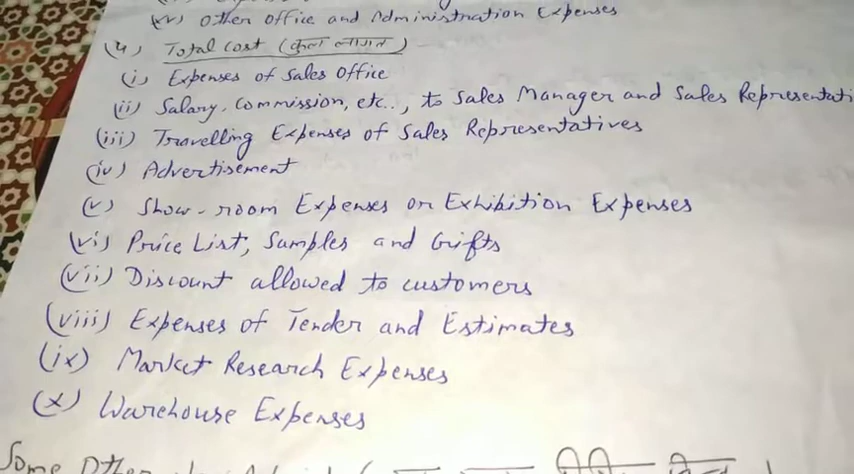 (xv) Other Office and Administration Expenses
(4) Total Cost (कुल लागत)
(i) Expenses of Sales Office
(ii) Salary, Commission, etc.., to Sales Manager and Sales Representati
(iii) Travelling Expenses of Sales Representatives
(iv) Advertisement
(v) Show-room Expenses or Exhibition Expenses
(vi) Price List, Samples and Gifts
(vii) Discount allowed to customers
(viii) Expenses of Tender and Estimates
(ix) Market Research Expenses
(x) Warehouse Expenses
Some Other